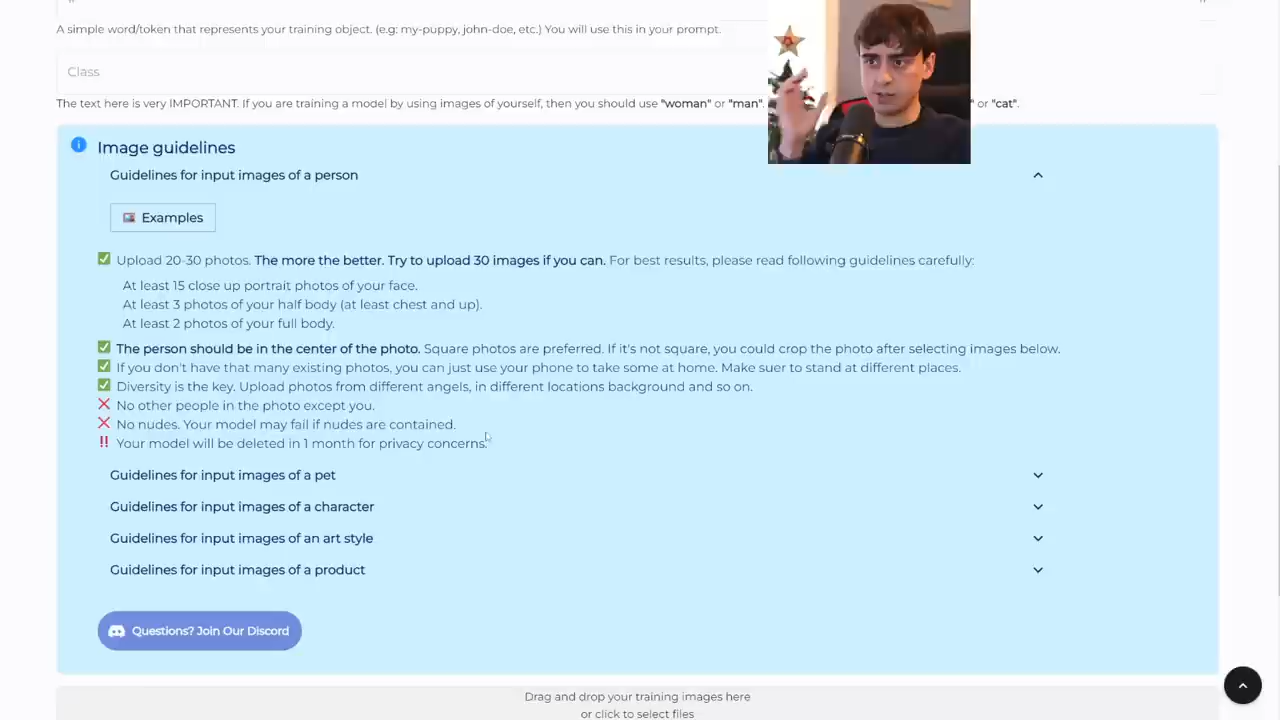 A simple word/token that represents your training object. (e.g: my-puppy, john-doe, etc.) You will use this in your prompt.
Class
The text here is very IMPORTANT. If you are training a model by using images of yourself, then you should use "woman" or "man". " or "cat".
Image guidelines
Guidelines for input images of a person
Examples
Upload 20-30 photos. The more the better. Try to upload 30 images if you can. For best results, please read following guidelines carefully:
At least 15 close up portrait photos of your face.
At least 3 photos of your half body (at least chest and up).
At least 2 photos of your full body.
The person should be in the center of the photo. Square photos are preferred. If it's not square, you could crop the photo after selecting images below.
If you don't have that many existing photos, you can just use your phone to take some at home. Make suer to stand at different places.
Diversity is the key. Upload photos from different angels, in different locations background and so on.
No other people in the photo except you.
No nudes. Your model may fail if nudes are contained.
Your model will be deleted in 1 month for privacy concerns.
Guidelines for input images of a pet
Guidelines for input images of a character
Guidelines for input images of an art style
Guidelines for input images of a product
Questions? Join Our Discord
Drag and drop your training images here
or click to select files